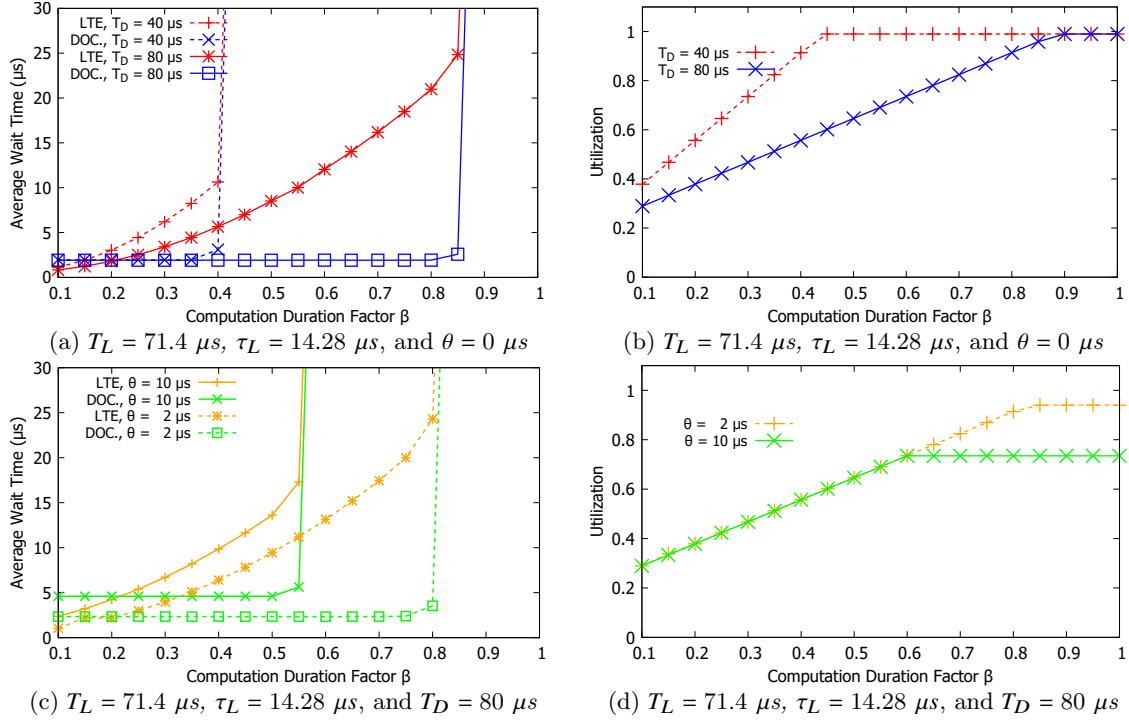 LTE, T_D = 40 µs
DOC., T_D = 40 µs
LTE, T_D = 80 µs
DOC., T_D = 80 µs
Average Wait Time (µs)
30
25
20
15
10
5
0
0.1 0.2 0.3 0.4 0.5 0.6 0.7 0.8 0.9 1
Computation Duration Factor β
(a) T_L = 71.4 µs, τ_L = 14.28 µs, and θ = 0 µs
T_D = 40 µs
T_D = 80 µs
Utilization
1
0.8
0.6
0.4
0.2
0
0.1 0.2 0.3 0.4 0.5 0.6 0.7 0.8 0.9 1
Computation Duration Factor β
(b) T_L = 71.4 µs, τ_L = 14.28 µs, and θ = 0 µs
LTE, θ = 10 µs
DOC., θ = 10 µs
LTE, θ = 2 µs
DOC., θ = 2 µs
Average Wait Time (µs)
30
25
20
15
10
5
0
0.1 0.2 0.3 0.4 0.5 0.6 0.7 0.8 0.9 1
Computation Duration Factor β
(c) T_L = 71.4 µs, τ_L = 14.28 µs, and T_D = 80 µs
θ = 2 µs
θ = 10 µs
Utilization
1
0.8
0.6
0.4
0.2
0
0.1 0.2 0.3 0.4 0.5 0.6 0.7 0.8 0.9 1
Computation Duration Factor β
(d) T_L = 71.4 µs, τ_L = 14.28 µs, and T_D = 80 µs